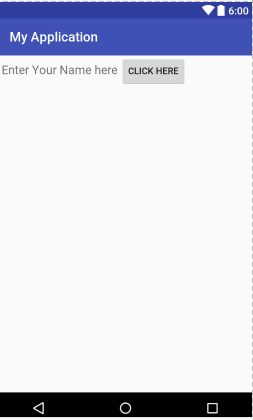 6:00
My Application
Enter Your Name here CLICK HERE